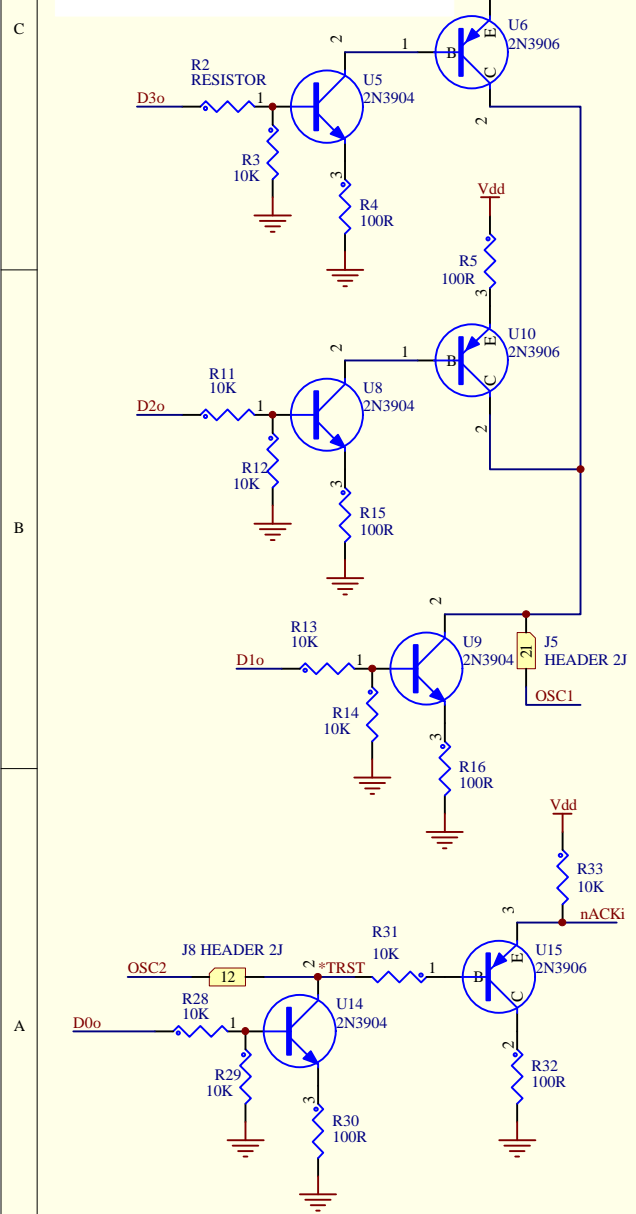 C
U6
2N3906
E
B
C
1
2
2
R2
RESISTOR
D3o
1
U5
2N3904
R3
10K
3
R4
100R
Vdd
R5
100R
3
U10
2N3906
E
B
C
1
2
2
R11
10K
D2o
1
U8
2N3904
R12
10K
3
R15
100R
B
2
R13
10K
D1o
1
U9
2N3904
21
J5
HEADER 2J
OSC1
R14
10K
3
R16
100R
Vdd
R33
10K
nACKi
3
R31
10K
U15
2N3906
E
B
C
1
J8 HEADER 2J
OSC2
12
2
*TRST
R28
10K
D0o
1
U14
2N3904
A
R29
10K
2
R32
100R
3
R30
100R